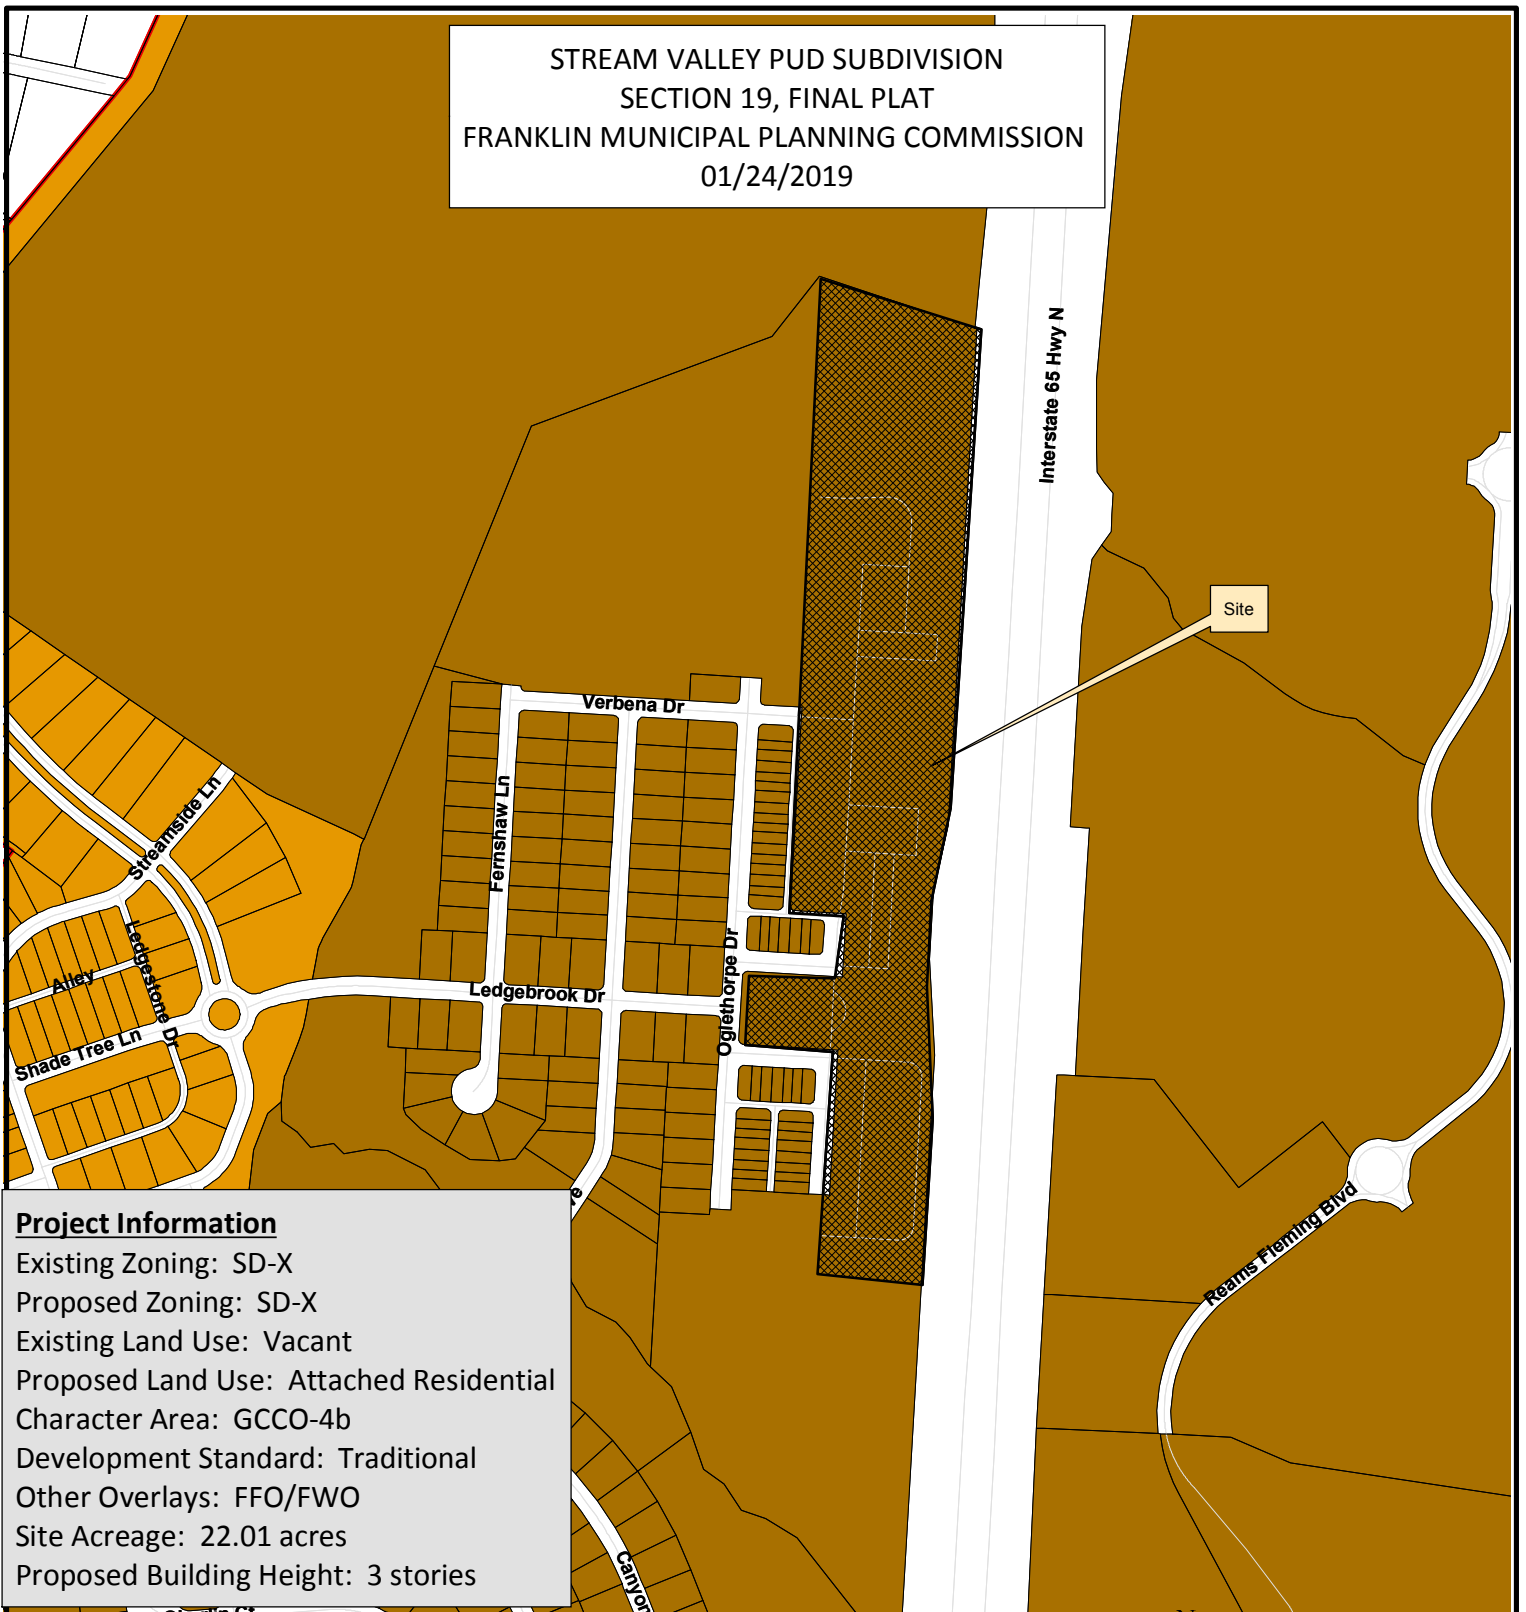 STREAM VALLEY PUD SUBDIVISION
SECTION 19, FINAL PLAT
FRANKLIN MUNICIPAL PLANNING COMMISSION
01/24/2019
Interstate 65 Hwy N
Site
Verbena Dr
Fernshaw Ln
Streamside Ln
Ledgestone Dr
Alley
Oglethorpe Dr
Ledgebrook Dr
Shade Tree Ln
Reams Fleming Blvd
Project Information
Existing Zoning: SD-X
Proposed Zoning: SD-X
Existing Land Use: Vacant
Proposed Land Use: Attached Residential
Character Area: GCCO-4b
Development Standard: Traditional
Other Overlays: FFO/FWO
Site Acreage: 22.01 acres
Proposed Building Height: 3 stories
Canyon